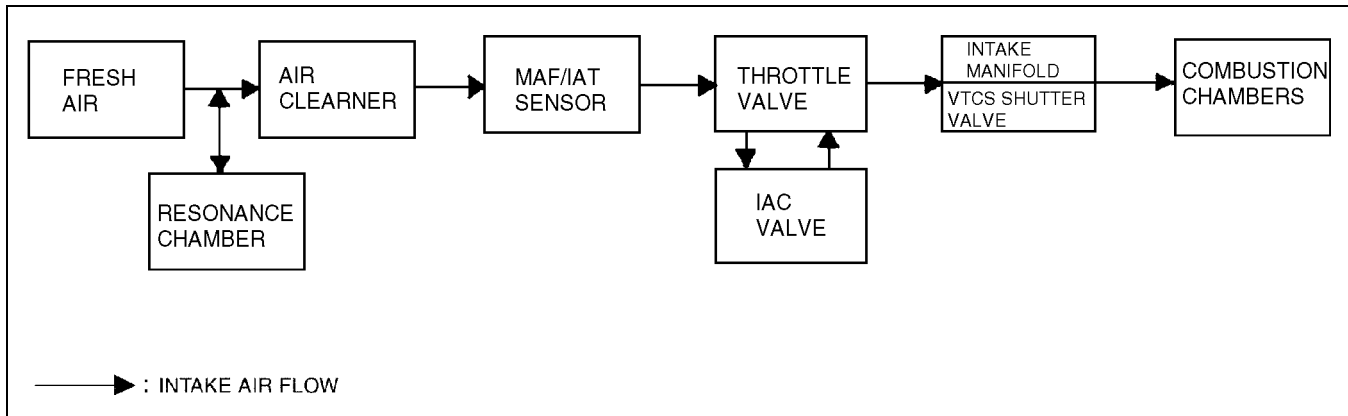 FRESH
AIR
AIR
CLEARNER
MAF/IAT
SENSOR
THROTTLE
VALVE
INTAKE
MANIFOLD
VTCS SHUTTER
VALVE
COMBUSTION
CHAMBERS
RESONANCE
CHAMBER
IAC
VALVE
: INTAKE AIR FLOW